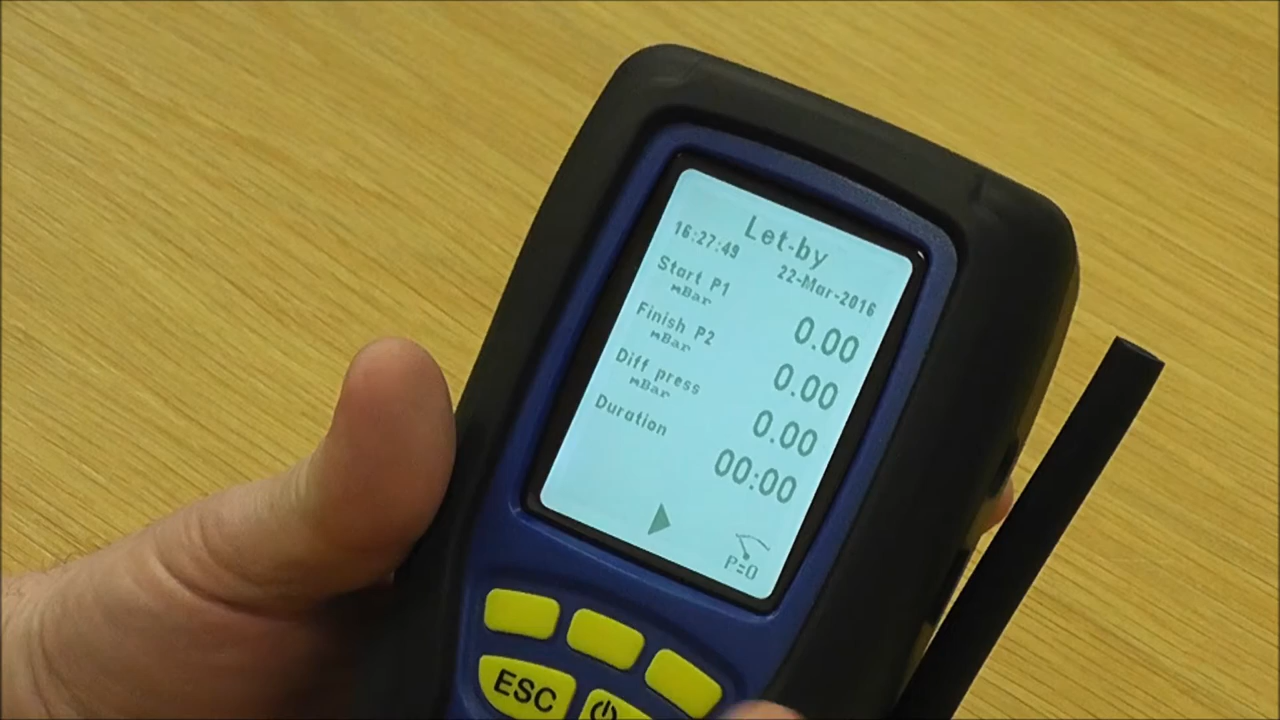 Let-by
16:27:49 22-Mar-2016
Start P1 0.00
mBar
Finish P2 0.00
mBar
Diff press 0.00
mBar
Duration 00:00
P=0
ESC